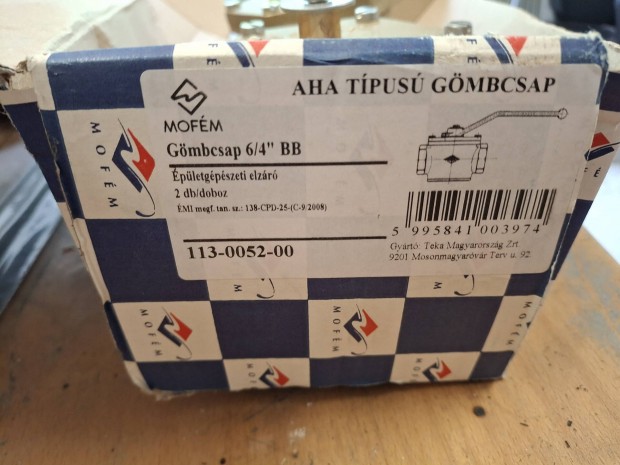 AHA TÍPUSÚ GÖMBCSAP
MOFÉM
Gömbcsap 6/4" BB
Épületgépészeti elzáró
2 db/doboz
ÉMI megf. tan. sz.: 138-CPD-25-(C-9/2008)
113-0052-00
5 995841 003974
Gyártó: Teka Magyarország Zrt.
9201 Mosonmagyaróvár Terv u. 92.
MOFÉM
MOFÉM
MOFÉM
MOFÉM